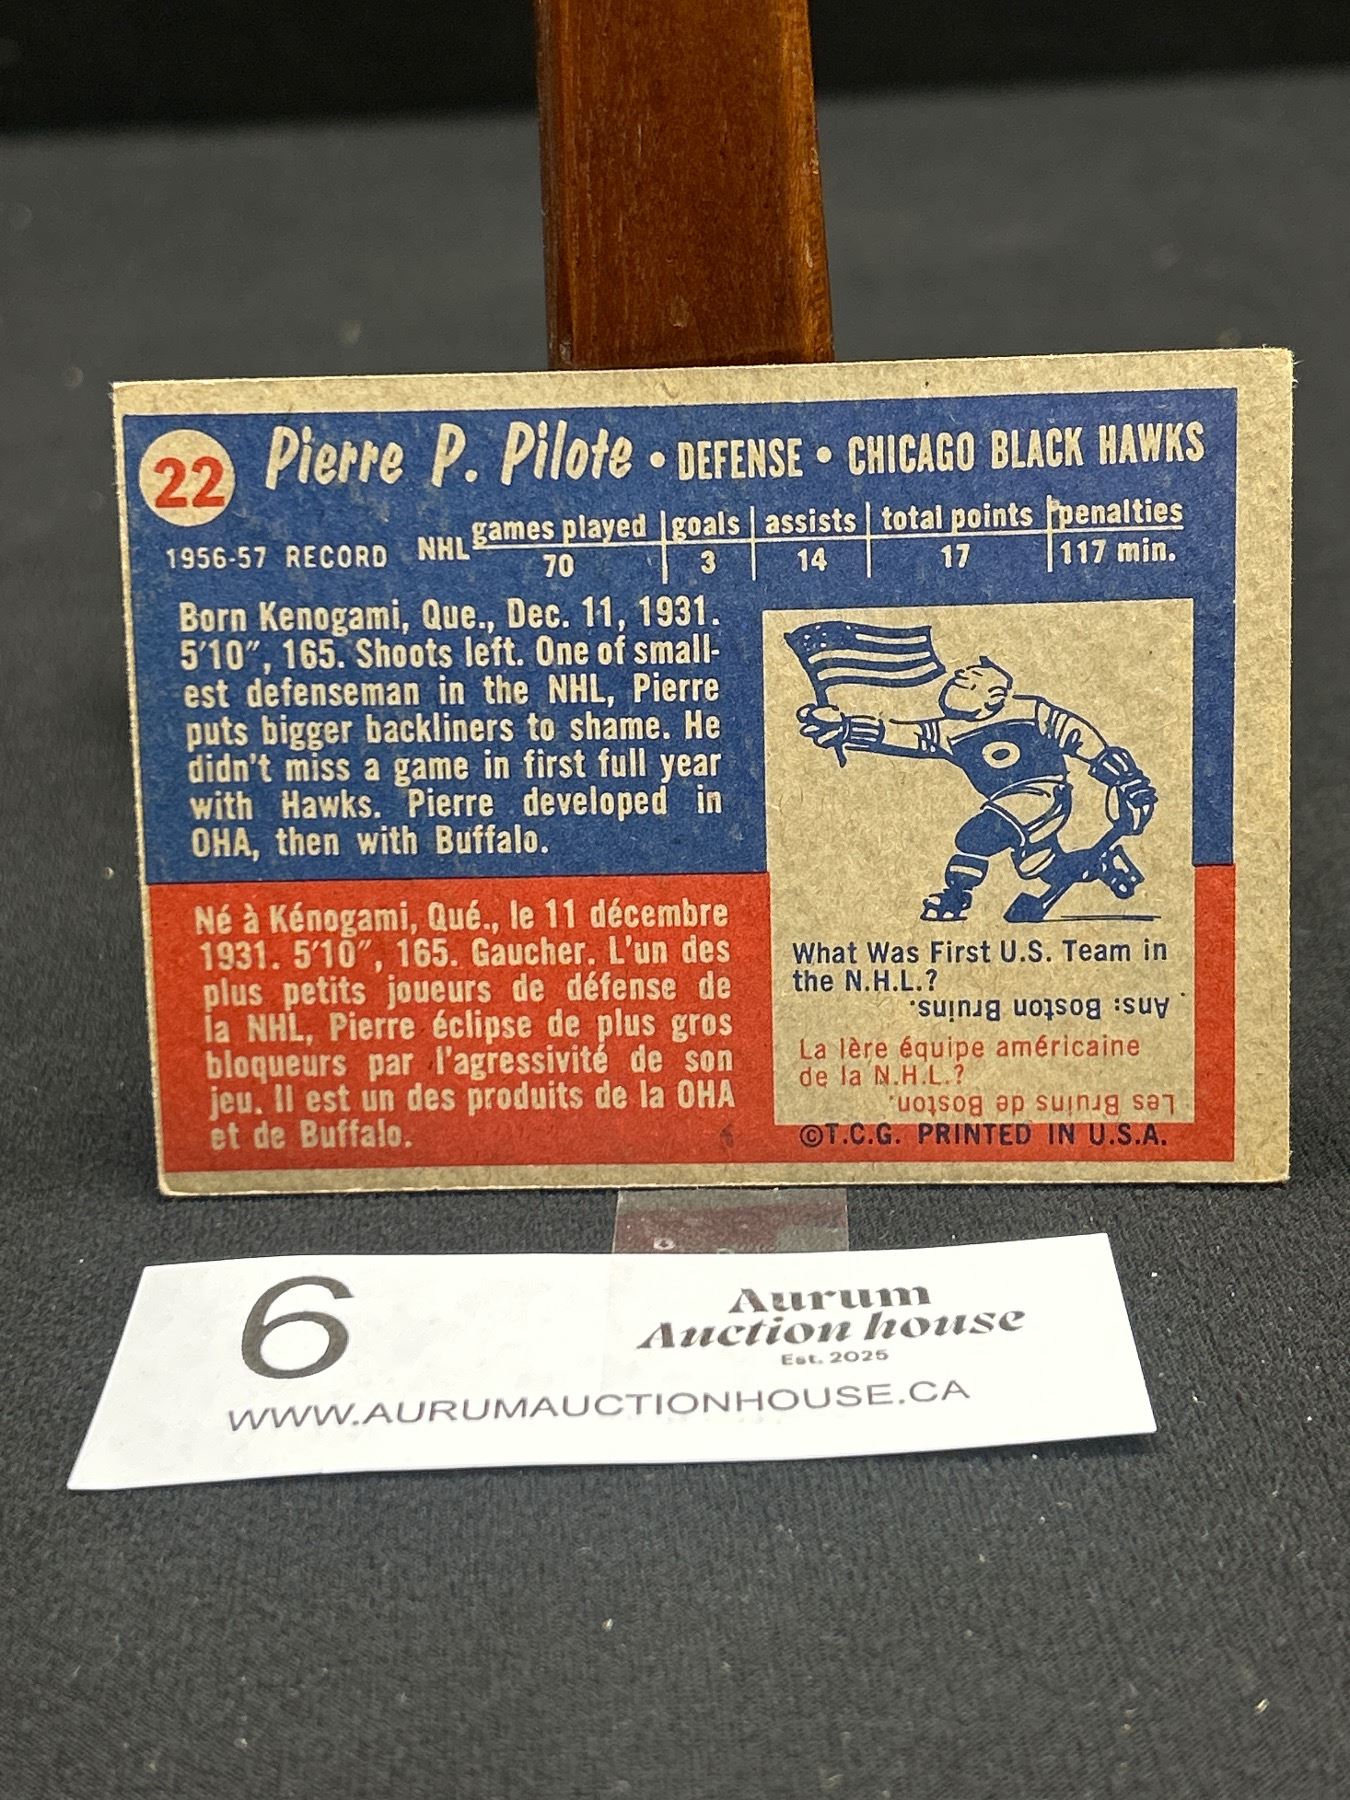 22 Pierre P. Pilote • DEFENSE • CHICAGO BLACK HAWKS
1956-57 RECORD NHL games played goals assists total points penalties
70 3 14 17 117 min.
Born Kenogami, Que., Dec. 11, 1931.
5'10", 165. Shoots left. One of small-
est defenseman in the NHL, Pierre
puts bigger backliners to shame. He
didn't miss a game in first full year
with Hawks. Pierre developed in
OHA, then with Buffalo.
Né à Kénogami, Qué., le 11 décembre
1931. 5'10", 165. Gaucher. L'un des
plus petits joueurs de défense de
la NHL, Pierre éclipse de plus gros
bloqueurs par l'agressivité de son
jeu. Il est un des produits de la OHA
et de Buffalo.
What Was First U.S. Team in
the N.H.L.?
Ans: Boston Bruins.
La 1ère équipe américaine
de la N.H.L.?
Les Bruins de Boston.
©T.C.G. PRINTED IN U.S.A.
6
Aurum
Auction house
Est. 2025
WWW.AURUMAUCTIONHOUSE.CA